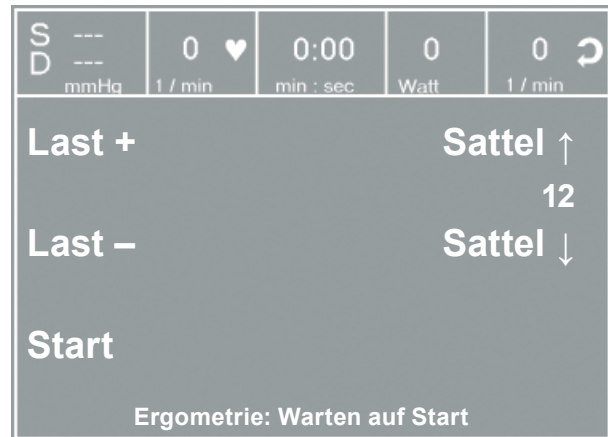 S ---
D ---
mmHg
0 ♥
1 / min
0:00
min : sec
0
Watt
0
1 / min
Last +
Sattel ↑
12
Last –
Sattel ↓
Start
Ergometrie: Warten auf Start